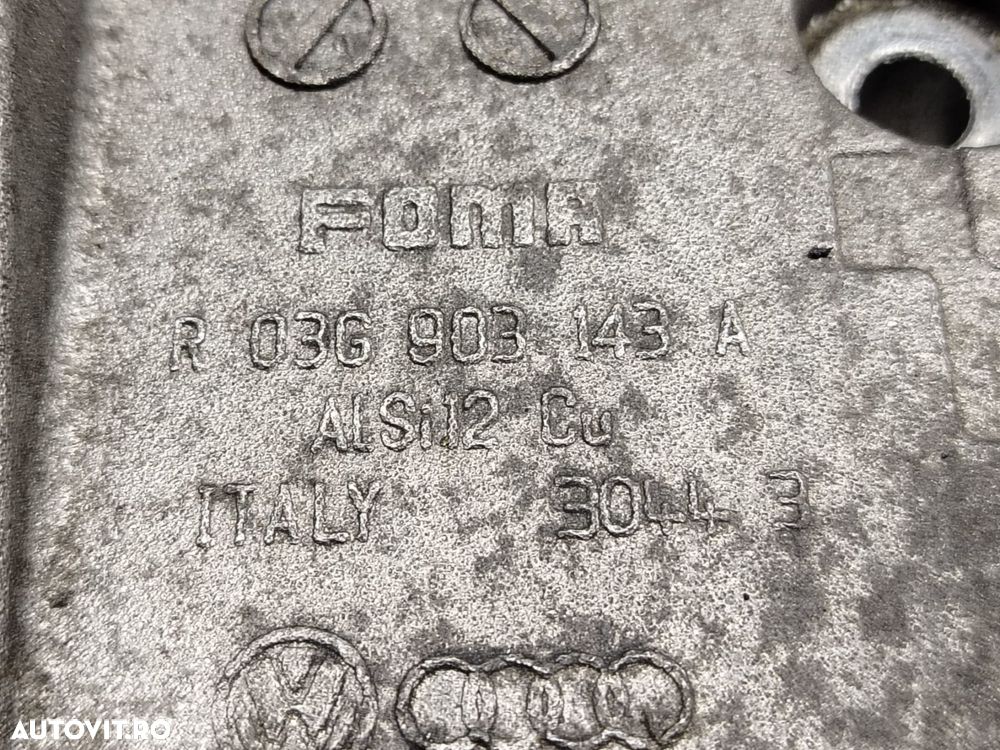 FOMA
R 03G 903 143 A
AlSi12 Cu
ITALY 3044 3
AUTOVIT.RO